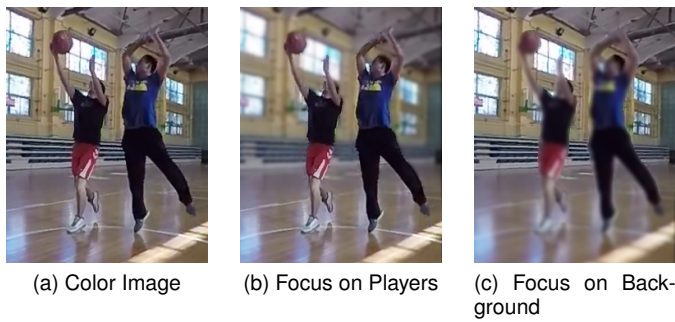 (a) Color Image
(b) Focus on Players
(c) Focus on Back-
ground